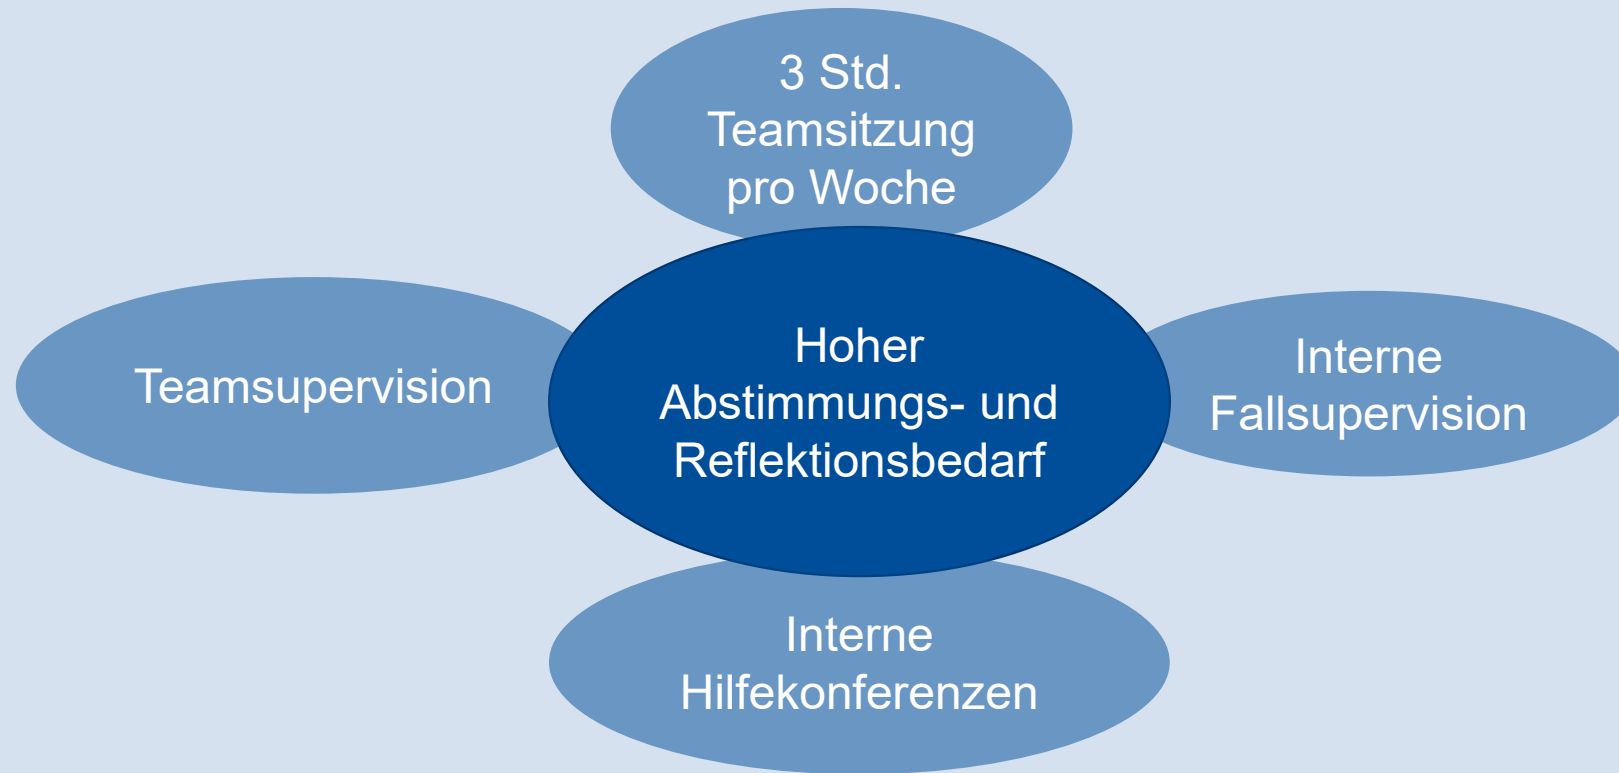 3 Std.
Teamsitzung
pro Woche
Teamsupervision
Hoher
Abstimmungs- und
Reflektionsbedarf
Interne
Fallsupervision
Interne
Hilfekonferenzen